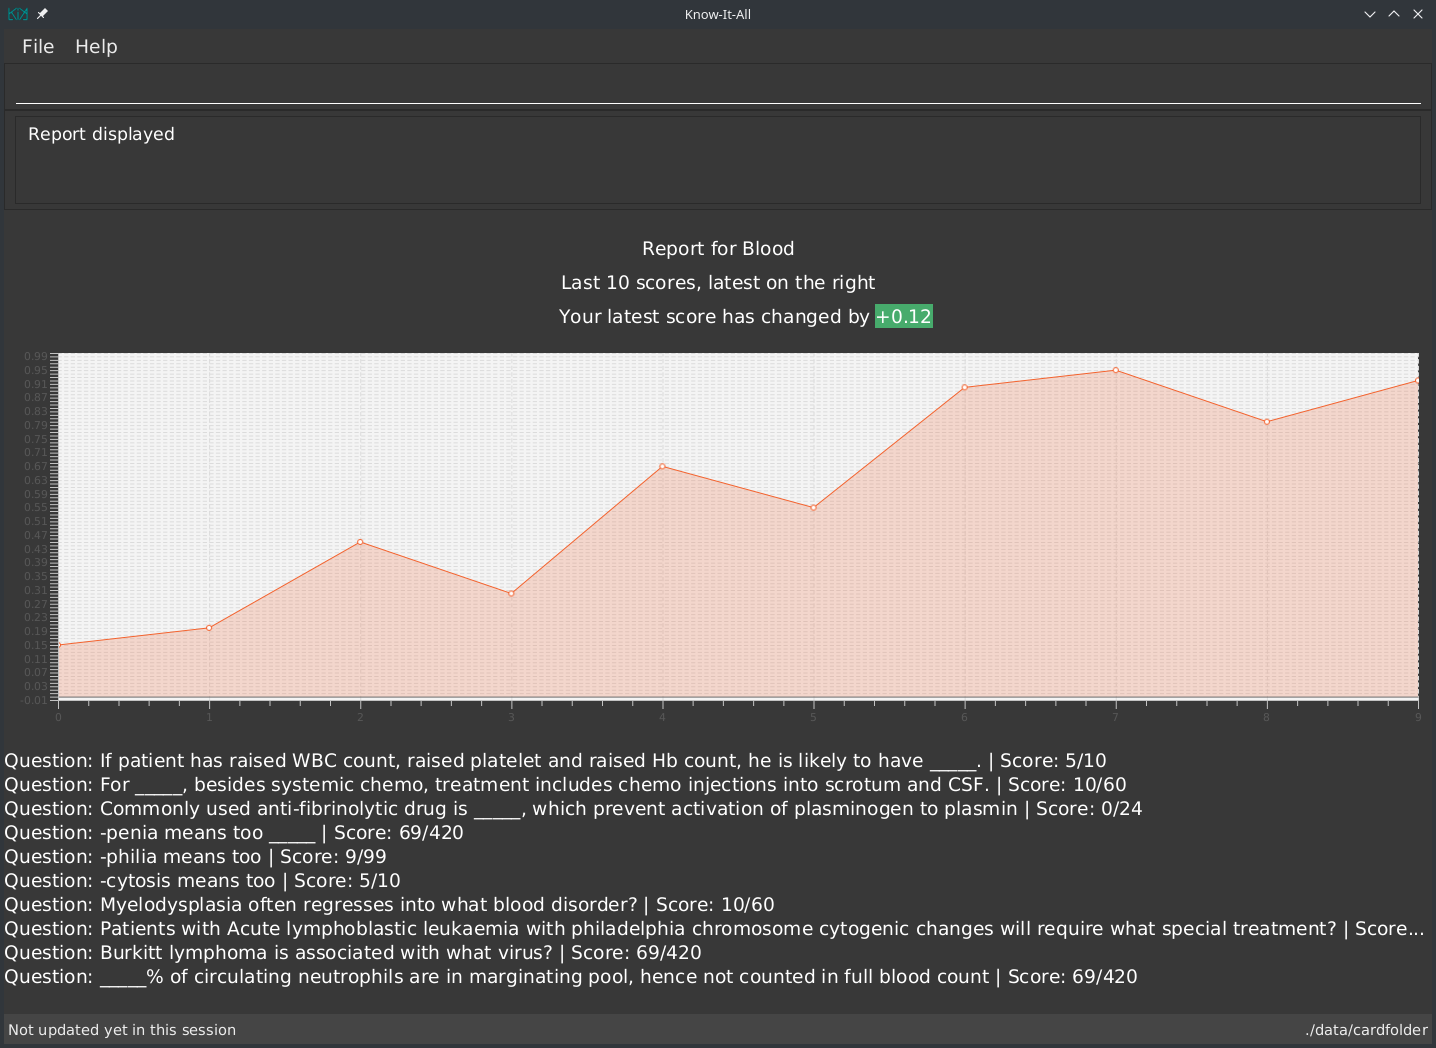 KIA Know-It-All
File Help
Report displayed
Report for Blood
Last 10 scores, latest on the right
Your latest score has changed by +0.12
0.99
0.95
0.91
0.87
0.83
0.79
0.75
0.71
0.67
0.63
0.59
0.55
0.51
0.47
0.43
0.39
0.35
0.31
0.27
0.23
0.19
0.15
0.11
0.07
0.03
-0.01
0 1 2 3 4 5 6 7 8 9
Question: If patient has raised WBC count, raised platelet and raised Hb count, he is likely to have _____. | Score: 5/10
Question: For _____, besides systemic chemo, treatment includes chemo injections into scrotum and CSF. | Score: 10/60
Question: Commonly used anti-fibrinolytic drug is _____, which prevent activation of plasminogen to plasmin | Score: 0/24
Question: -penia means too _____ | Score: 69/420
Question: -philia means too | Score: 9/99
Question: -cytosis means too | Score: 5/10
Question: Myelodysplasia often regresses into what blood disorder? | Score: 10/60
Question: Patients with Acute lymphoblastic leukaemia with philadelphia chromosome cytogenic changes will require what special treatment? | Score...
Question: Burkitt lymphoma is associated with what virus? | Score: 69/420
Question: _____% of circulating neutrophils are in marginating pool, hence not counted in full blood count | Score: 69/420
Not updated yet in this session ./data/cardfolder